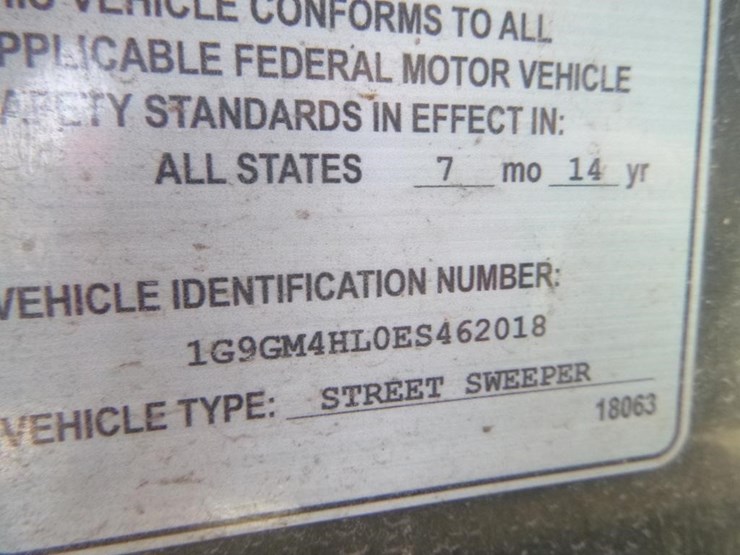 VEHICLE CONFORMS TO ALL
APPLICABLE FEDERAL MOTOR VEHICLE
SAFETY STANDARDS IN EFFECT IN:
ALL STATES 7 mo 14 yr
VEHICLE IDENTIFICATION NUMBER:
1G9GM4HL0ES462018
VEHICLE TYPE: STREET SWEEPER
18063